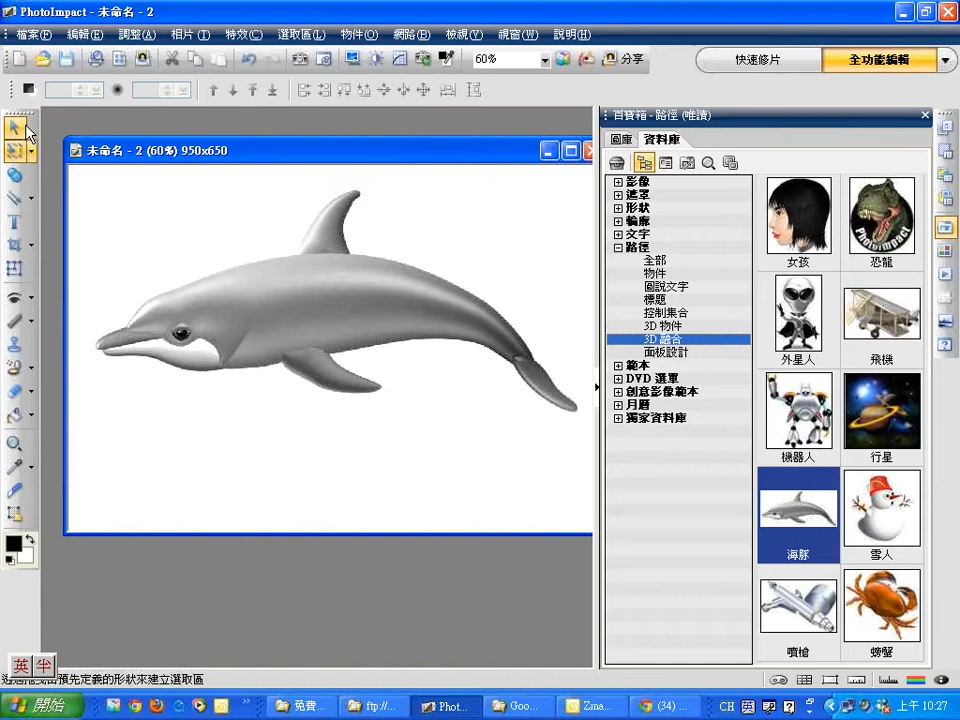 PhotoImpact - 未命名 - 2
檔案(F) 編輯(E) 調整(A) 相片(I) 特效(C) 選取區(L) 物件(O) 網路(B) 檢視(V) 視窗(W) 說明(H)
60% 分享 快速修片 全功能編輯
百寶箱 - 路徑 (唯讀)
圖庫 資料庫
未命名 - 2 (60%) 950x650
影像
遮罩
形狀
輪廓
文字
路徑
全部
物件
圖說文字
標題
控制集合
3D 物件
3D 融合
面板設計
範本
DVD 選單
創意影像範本
月曆
獨家資料庫
女孩 恐龍
PhotoImpact
外星人 飛機
機器人 行星
海豚 雪人
噴槍 螃蟹
英 半
預先定義的形狀來建立選取區
開始 免費... ftp://... Phot... Goo... Zma... (34) ... CH 上午 10:27